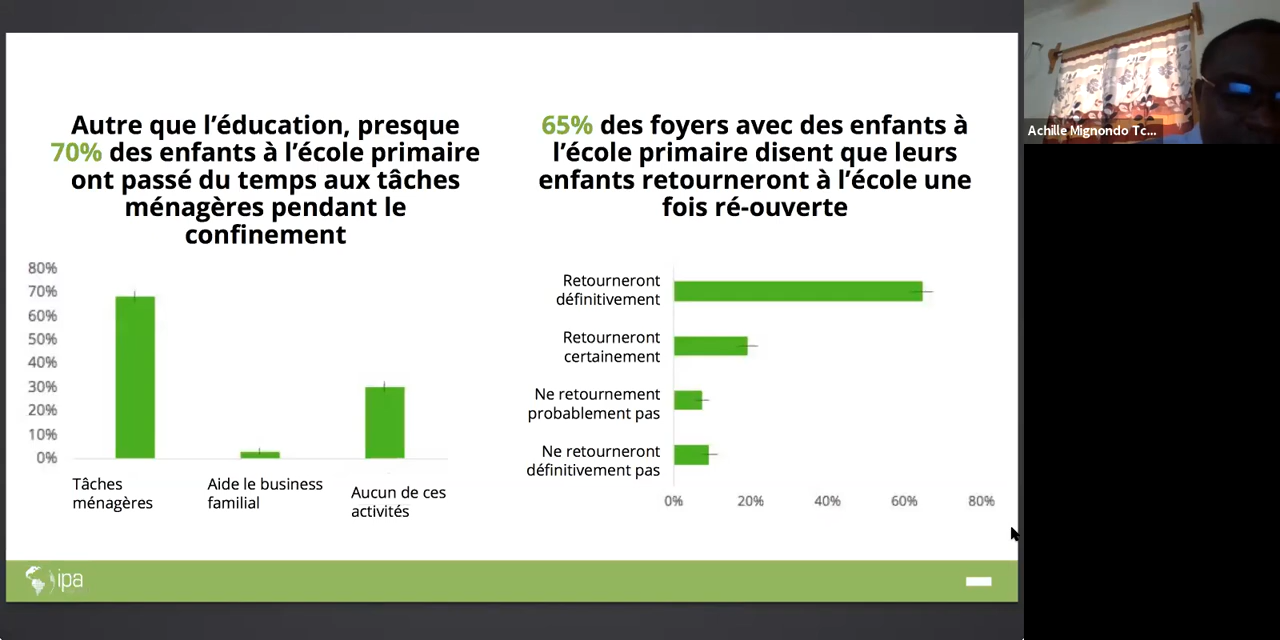 Autre que l’éducation, presque
70% des enfants à l’école primaire
ont passé du temps aux tâches
ménagères pendant le
confinement
80%
70%
60%
50%
40%
30%
20%
10%
0%
Tâches
ménagères
Aide le business
familial
Aucun de ces
activités
65% des foyers avec des enfants à
l’école primaire disent que leurs
enfants retourneront à l’école une
fois ré-ouverte
Retourneront
définitivement
Retourneront
certainement
Ne retournement
probablement pas
Ne retourneront
définitivement pas
0% 20% 40% 60% 80%
ipa
Achille Mignondo Tc...